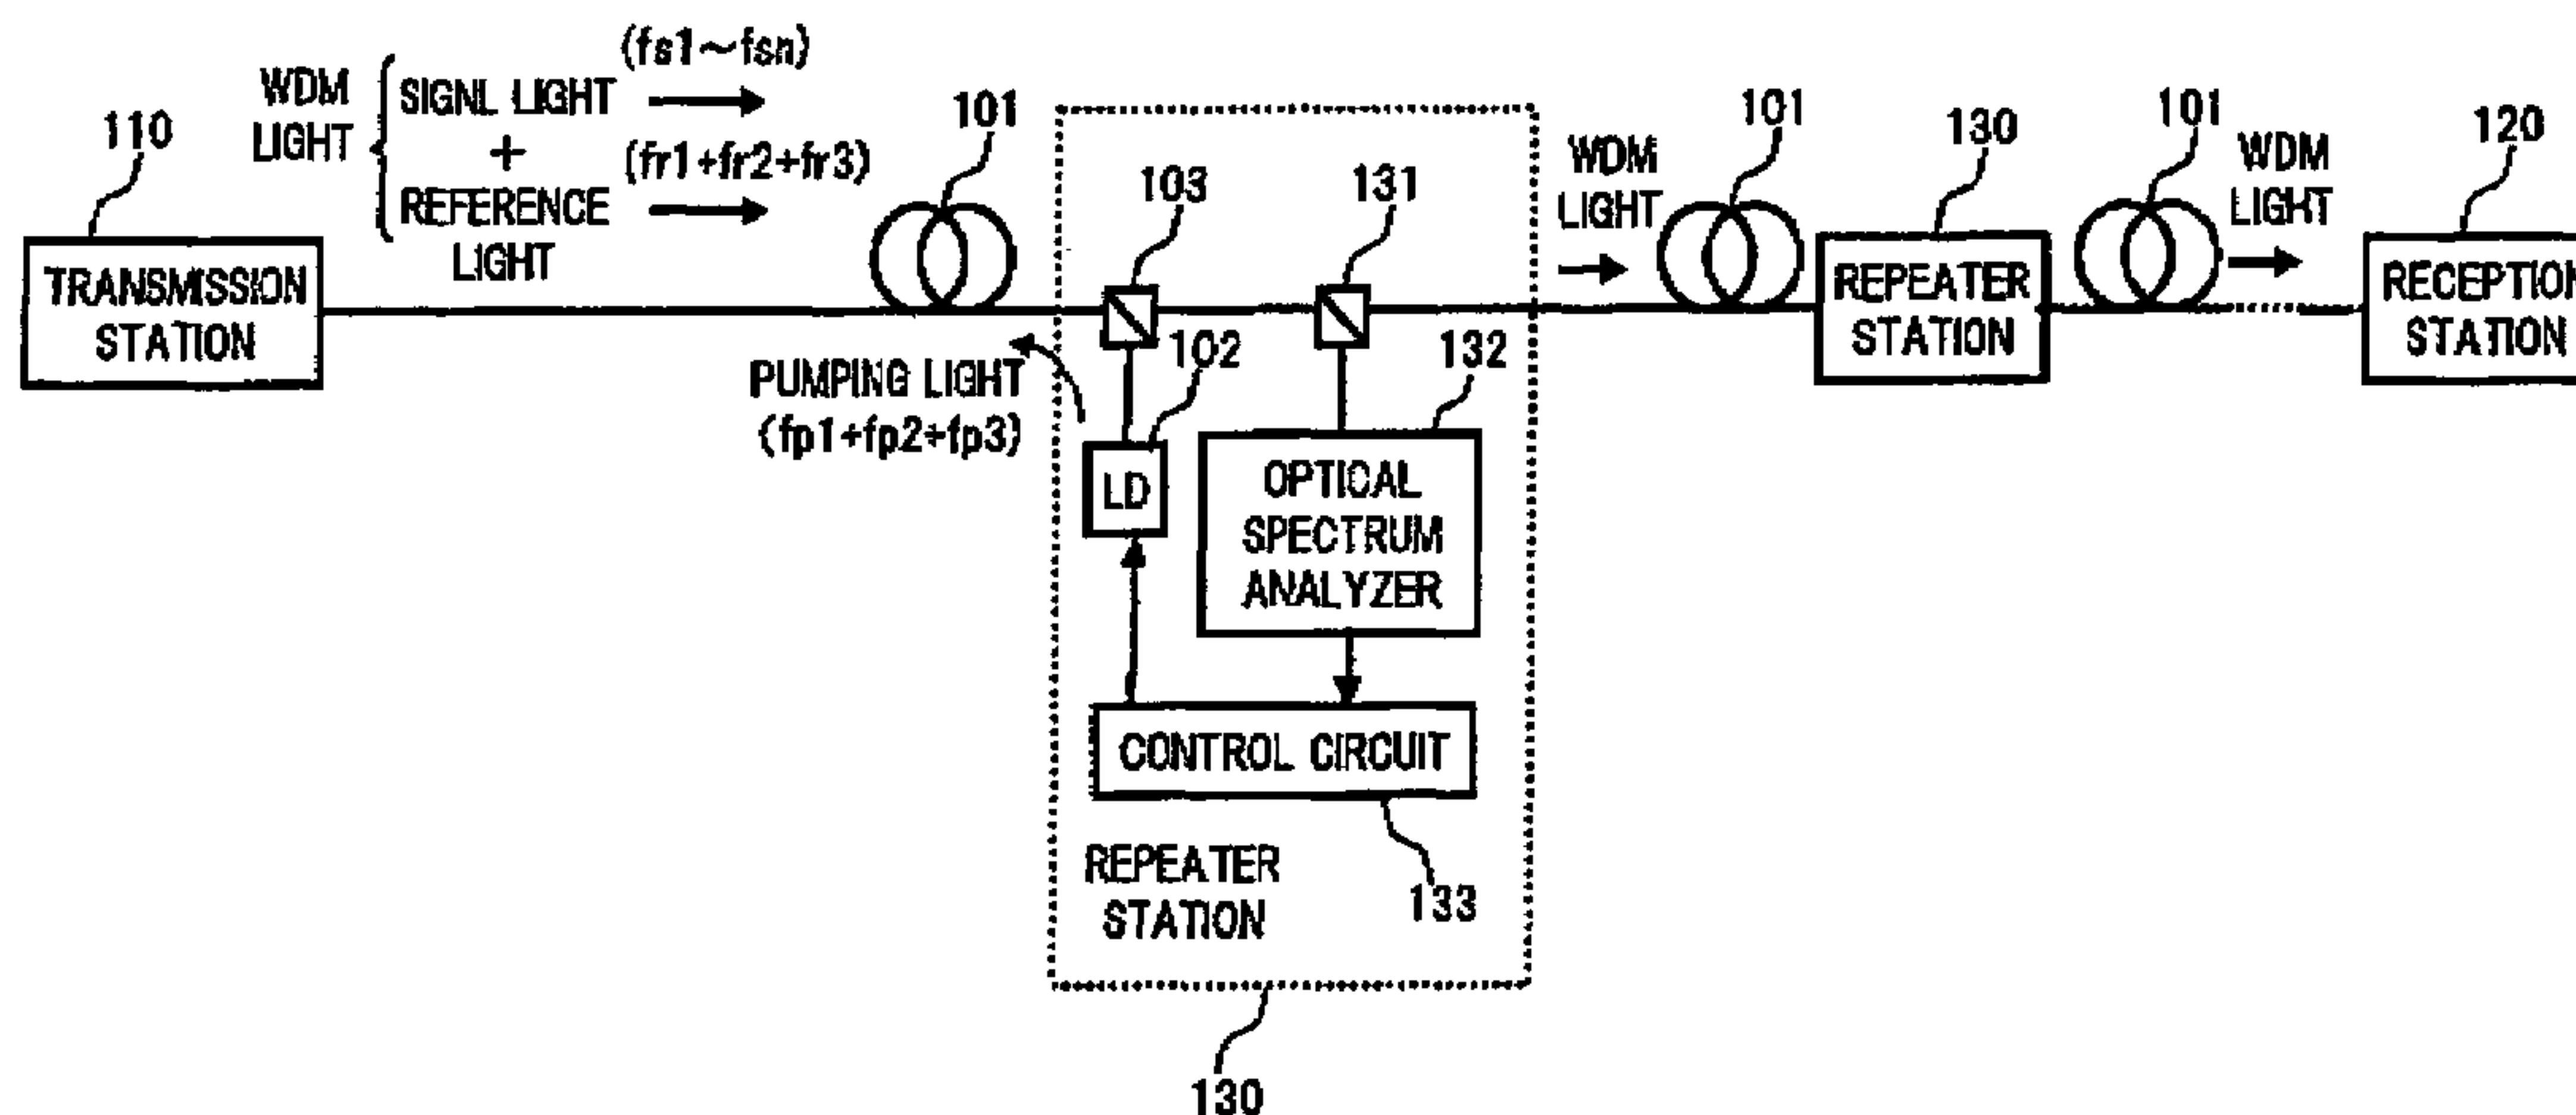 110
WDM
LIGHT
SIGNL LIGHT
(fs1~fsn)
+
(fr1+fr2+fr3)
REFERENCE
LIGHT
TRANSMISSION
STATION
101
PUMPING LIGHT
(fp1+fp2+fp3)
103
131
102
132
LD
OPTICAL
SPECTRUM
ANALYZER
CONTROL CIRCUIT
133
REPEATER
STATION
130
WDM
LIGHT
101
130
REPEATER
STATION
101
WDM
LIGHT
120
RECEPTION
STATION